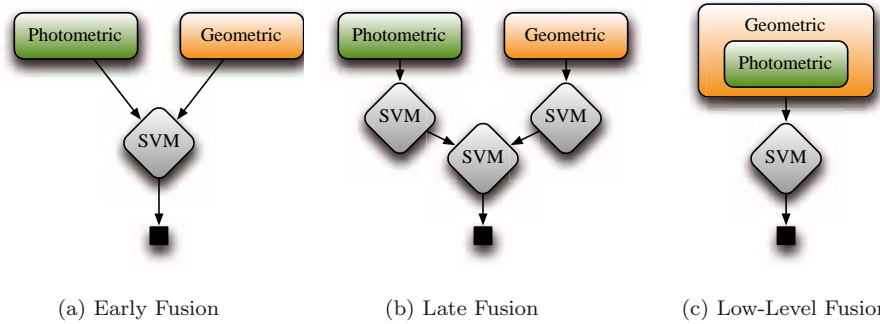 Photometric
Geometric
SVM
(a) Early Fusion
Photometric
Geometric
SVM
SVM
SVM
(b) Late Fusion
Geometric
Photometric
SVM
(c) Low-Level Fusion